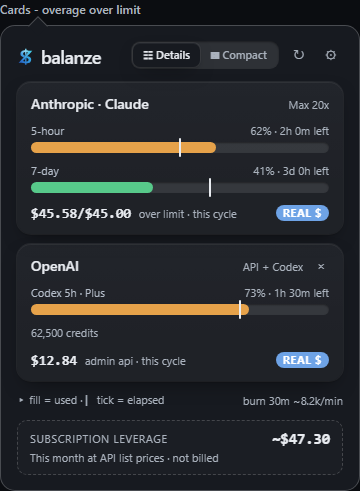 Cards - overage over limit
balanze
Details
Compact
Anthropic · Claude
Max 20x
5-hour
62% · 2h 0m left
7-day
41% · 3d 0h left
$45.58/$45.00 over limit · this cycle
REAL $
OpenAI
API + Codex ×
Codex 5h · Plus
73% · 1h 30m left
62,500 credits
$12.84 admin api · this cycle
REAL $
‣ fill = used · | tick = elapsed
burn 30m ~8.2k/min
SUBSCRIPTION LEVERAGE
~$47.30
This month at API list prices · not billed